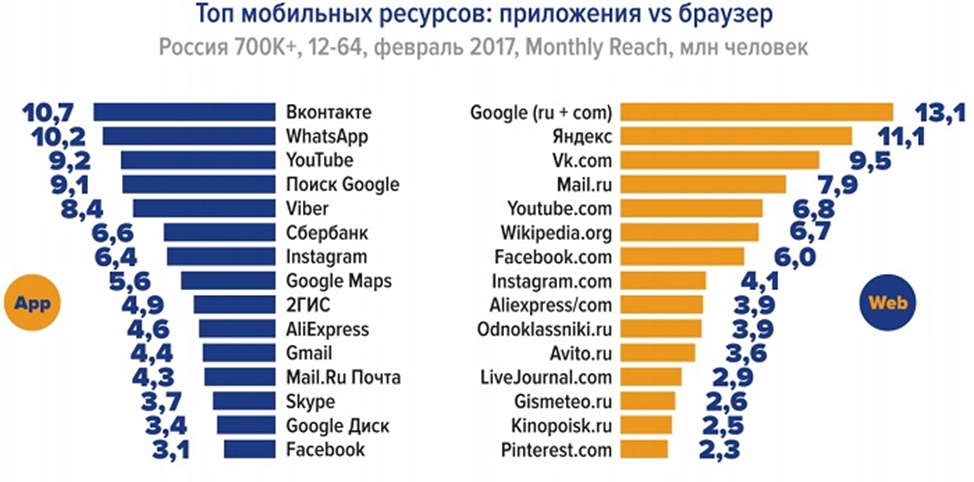 Топ мобильных ресурсов: приложения vs браузер
Россия 700K+, 12-64, февраль 2017, Monthly Reach, млн человек
10,7 Вконтакте
10,2 WhatsApp
9,2 YouTube
9,1 Поиск Google
8,4 Viber
6,6 Сбербанк
6,4 Instagram
5,6 Google Maps
4,9 2ГИС
4,6 AliExpress
4,4 Gmail
4,3 Mail.Ru Почта
3,7 Skype
3,4 Google Диск
3,1 Facebook
App
Google (ru + com) 13,1
Яндекс 11,1
Vk.com 9,5
Mail.ru 7,9
Youtube.com 6,8
Wikipedia.org 6,7
Facebook.com 6,0
Instagram.com 4,1
Aliexpress/com 3,9
Odnoklassniki.ru 3,9
Avito.ru 3,6
LiveJournal.com 2,9
Gismeteo.ru 2,6
Kinopoisk.ru 2,5
Pinterest.com 2,3
Web